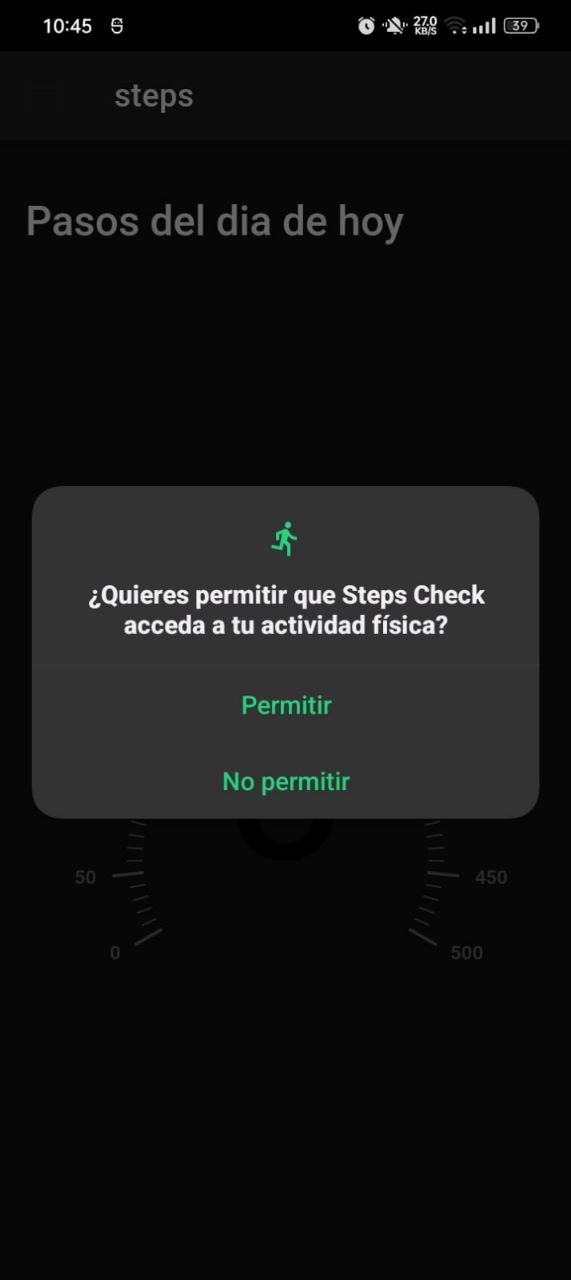 10:45
27.0
KB/S
39
steps
Pasos del dia de hoy
¿Quieres permitir que Steps Check
acceda a tu actividad física?
Permitir
No permitir
50
450
0
500